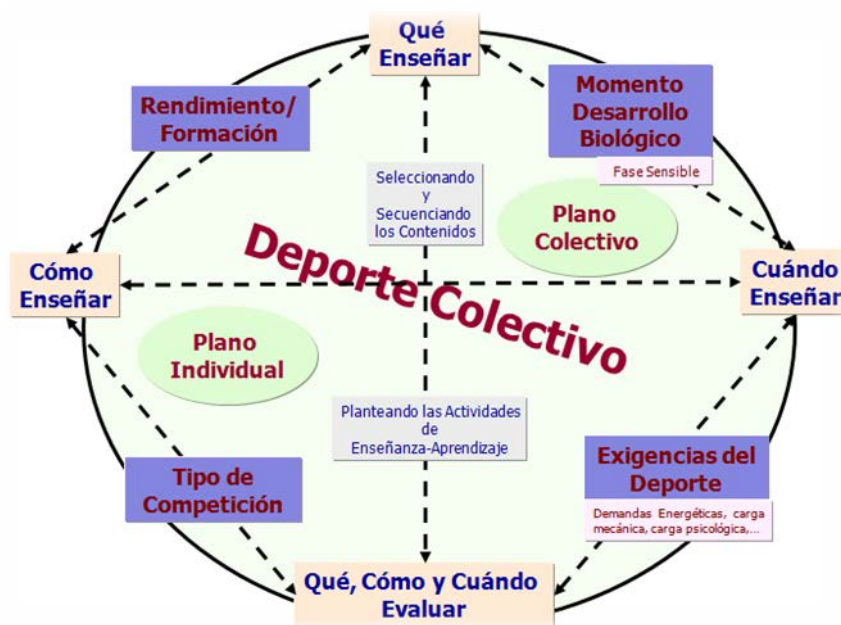 Qué
Enseñar
Rendimiento/
Formación
Momento
Desarrollo
Biológico
Fase Sensible
Seleccionando
y
Secuenciando
los Contenidos
Plano
Colectivo
Cómo
Enseñar
Deporte Colectivo
Cuándo
Enseñar
Plano
Individual
Planteando las Actividades
de
Enseñanza-Aprendizaje
Tipo de
Competición
Exigencias del
Deporte
Demandas Energéticas, carga
mecánica, carga psicológica,...
Qué, Cómo y Cuándo
Evaluar